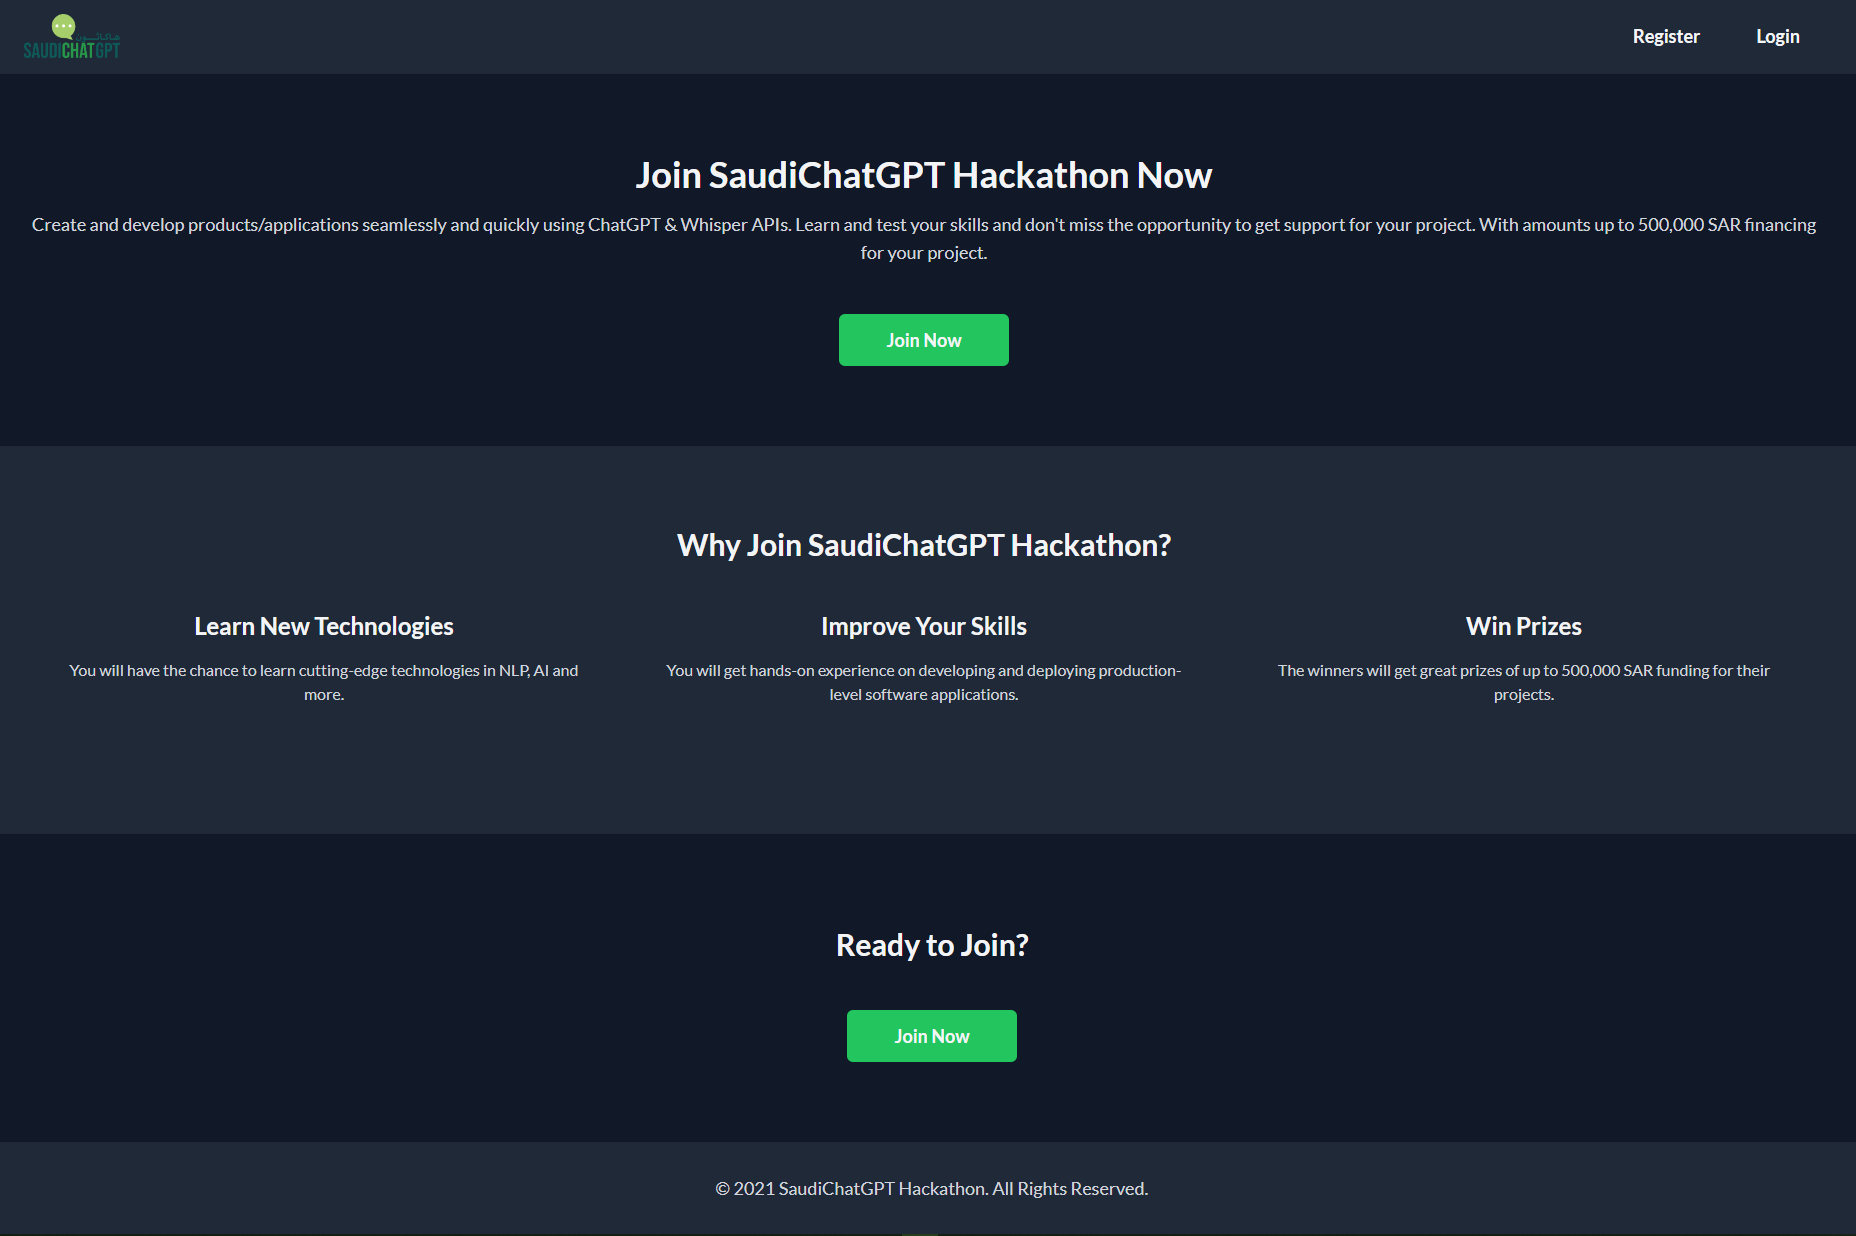 هاكاثـــون
SAUDICHATGPT
Register
Login
Join SaudiChatGPT Hackathon Now
Create and develop products/applications seamlessly and quickly using ChatGPT & Whisper APIs. Learn and test your skills and don't miss the opportunity to get support for your project. With amounts up to 500,000 SAR financing
for your project.
Join Now
Why Join SaudiChatGPT Hackathon?
Learn New Technologies
You will have the chance to learn cutting-edge technologies in NLP, AI and
more.
Improve Your Skills
You will get hands-on experience on developing and deploying production-
level software applications.
Win Prizes
The winners will get great prizes of up to 500,000 SAR funding for their
projects.
Ready to Join?
Join Now
© 2021 SaudiChatGPT Hackathon. All Rights Reserved.